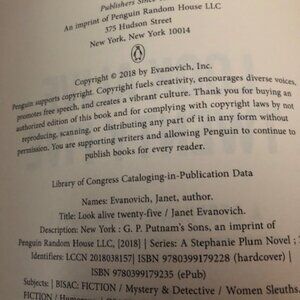 Publishers Since
An imprint of Penguin Random House LLC
375 Hudson Street
New York, New York 10014
Copyright © 2018 by Evanovich, Inc.
Penguin supports copyright. Copyright fuels creativity, encourages diverse voices,
promotes free speech, and creates a vibrant culture. Thank you for buying an
authorized edition of this book and for complying with copyright laws by not
reproducing, scanning, or distributing any part of it in any form without
permission. You are supporting writers and allowing Penguin to continue to
publish books for every reader.
Library of Congress Cataloging-in-Publication Data
Names: Evanovich, Janet, author.
Title: Look alive twenty-five / Janet Evanovich.
Description: New York : G. P. Putnam's Sons, an imprint of
Penguin Random House LLC, [2018] | Series: A Stephanie Plum Novel ;
Identifiers: LCCN 2018038157| ISBN 9780399179228 (hardcover) |
ISBN 9780399179235 (ePub)
Subjects: | BISAC: FICTION / Mystery & Detective / Women Sleuths.
FICTION / Humorous